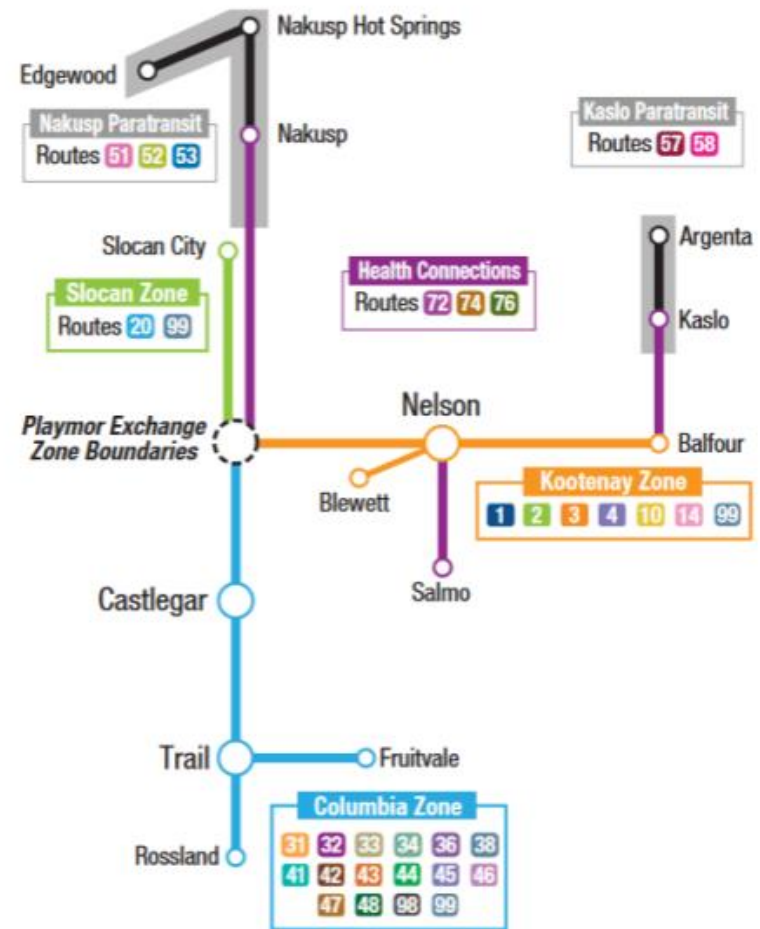 Nakusp Hot Springs
Edgewood
Nakusp Paratransit
Routes 51 52 53
Nakusp
Kaslo Paratransit
Routes 57 58
Slocan City
Argenta
Slocan Zone
Routes 20 99
Health Connections
Routes 72 74 76
Kaslo
Playmor Exchange
Zone Boundaries
Nelson
Balfour
Blewett
Kootenay Zone
1 2 3 4 10 14 99
Salmo
Castlegar
Trail
Fruitvale
Columbia Zone
31 32 33 34 36 38
41 42 43 44 45 46
47 48 98 99
Rossland